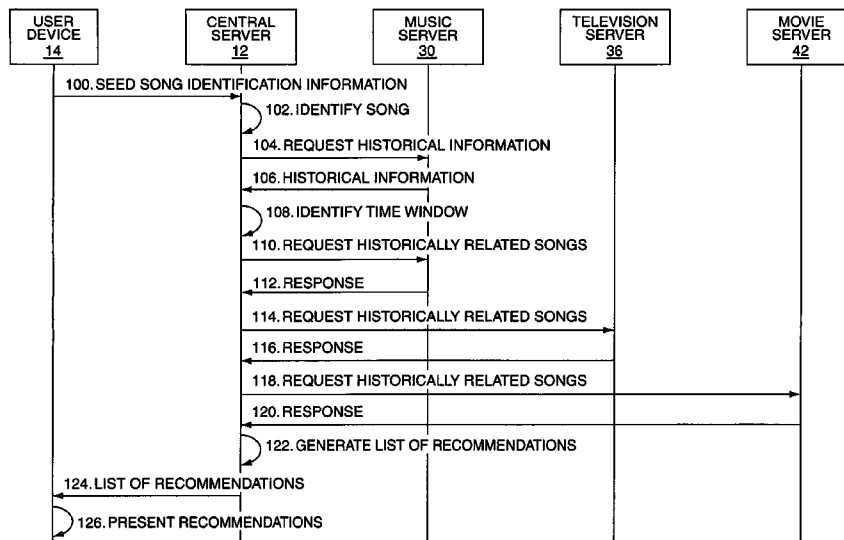 USER DEVICE 14
CENTRAL SERVER 12
MUSIC SERVER 30
TELEVISION SERVER 36
MOVIE SERVER 42
100. SEED SONG IDENTIFICATION INFORMATION
102. IDENTIFY SONG
104. REQUEST HISTORICAL INFORMATION
106. HISTORICAL INFORMATION
108. IDENTIFY TIME WINDOW
110. REQUEST HISTORICALLY RELATED SONGS
112. RESPONSE
114. REQUEST HISTORICALLY RELATED SONGS
116. RESPONSE
118. REQUEST HISTORICALLY RELATED SONGS
120. RESPONSE
122. GENERATE LIST OF RECOMMENDATIONS
124. LIST OF RECOMMENDATIONS
126. PRESENT RECOMMENDATIONS